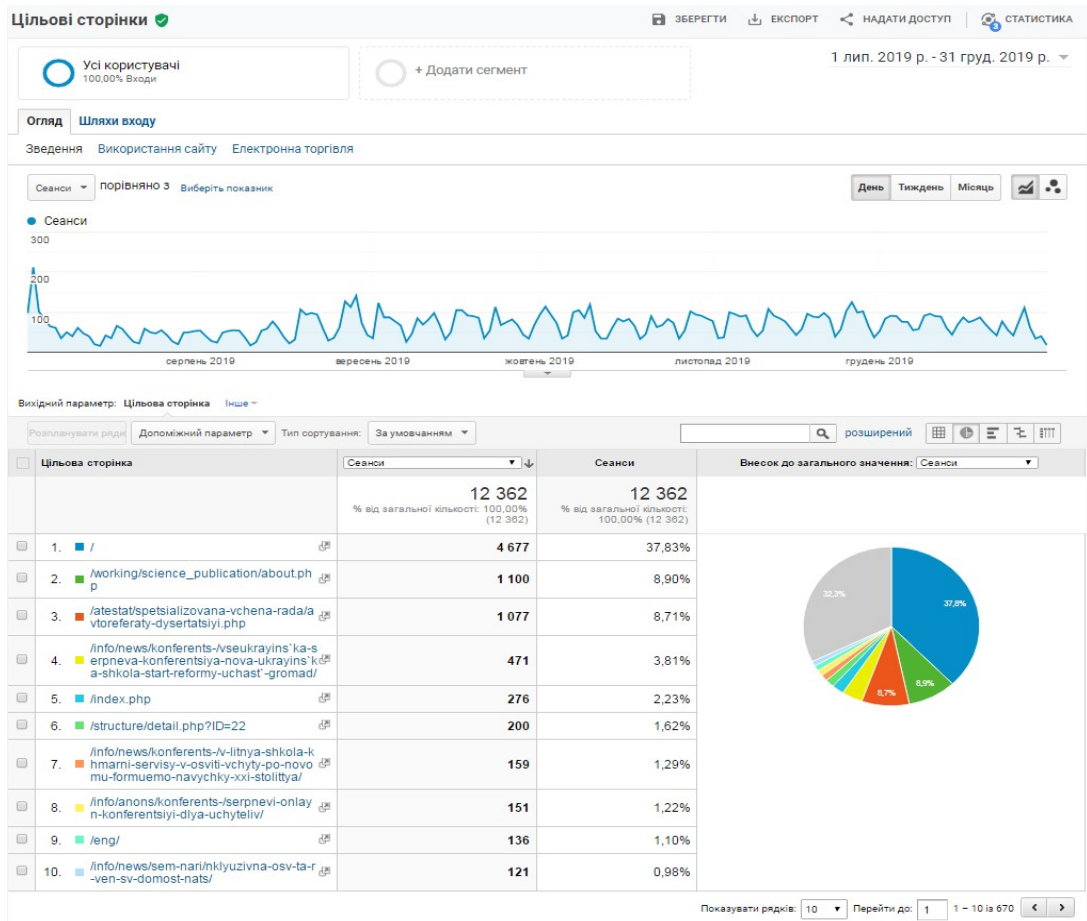 Цільові сторінки
ЗБЕРЕГТИ ЕКСПОРТ НАДАТИ ДОСТУП 3 СТАТИСТИКА
Усі користувачі
100,00% Входи
+ Додати сегмент
1 лип. 2019 р. - 31 груд. 2019 р.
Огляд Шляхи входу
Зведення Використання сайту Електронна торгівля
Сеанси порівняно з Виберіть показник
День Тиждень Місяць
Сеанси
300
200
100
серпень 2019 вересень 2019 жовтень 2019 листопад 2019 грудень 2019
Вихідний параметр: Цільова сторінка Інше
Розпланувати ряди Допоміжний параметр Тип сортування: За умовчанням розширений
Цільова сторінка Сеанси Сеанси Внесок до загального значення: Сеанси
12 362 12 362
% від загальної кількості: 100,00% % від загальної кількості:
(12 362) 100,00% (12 362)
1. / 4 677 37,83%
2. /working/science_publication/about.ph
p 1 100 8,90%
3. /atestat/spetsializovana-vchena-rada/a
vtoreferaty-dysertatsiyi.php 1 077 8,71%
4. /info/news/konferents-/vseukrayins`ka-s
erpneva-konferentsiya-nova-ukrayins`k
a-shkola-start-reformy-uchast`-gromad/ 471 3,81%
5. /index.php 276 2,23%
6. /structure/detail.php?ID=22 200 1,62%
7. /info/news/konferents-/v-litnya-shkola-k
hmarni-servisy-v-osviti-vchyty-po-novo
mu-formuemo-navychky-xxi-stolittya/ 159 1,29%
8. /info/anons/konferents-/serpnevi-onlay
n-konferentsiyi-dlya-uchyteliv/ 151 1,22%
9. /eng/ 136 1,10%
10. /info/news/sem-nari/nklyuzivna-osv-ta-r
-ven-sv-domost-nats/ 121 0,98%
32,3%
37,8%
8,9%
8,7%
Показувати рядків: 10 Перейти до: 1 1 – 10 із 670